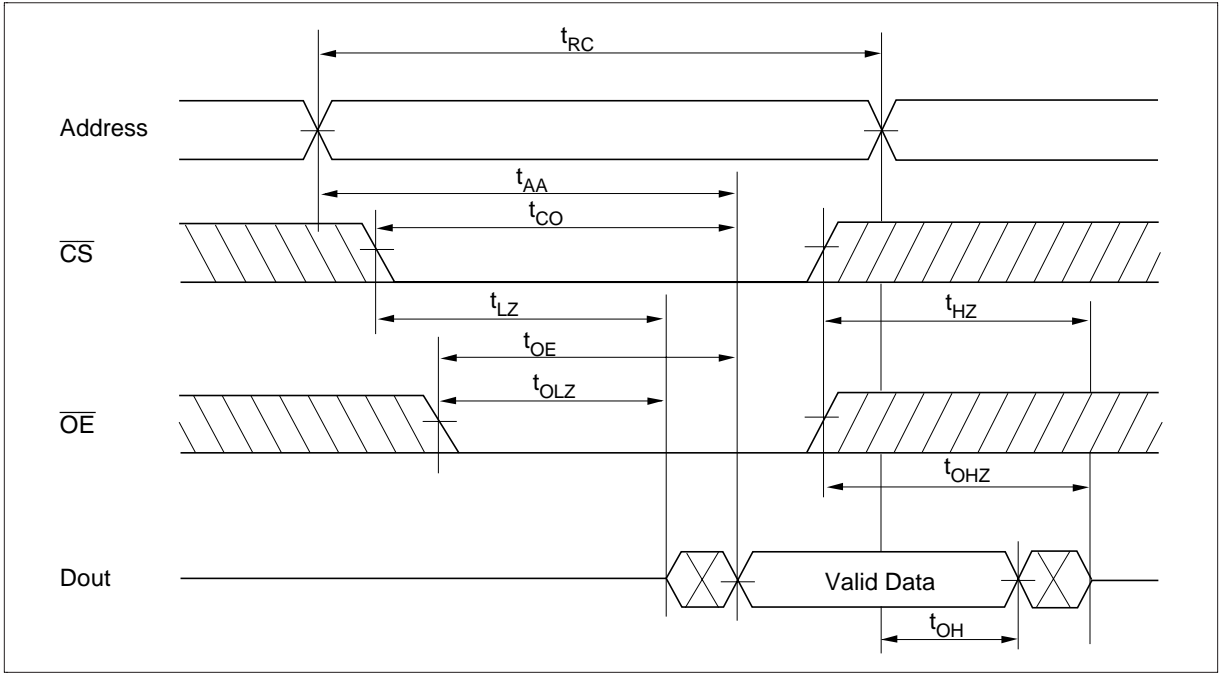 tRC
Address
tAA
tCO
CS
tLZ
tHZ
tOE
tOLZ
OE
tOHZ
Dout
Valid Data
tOH